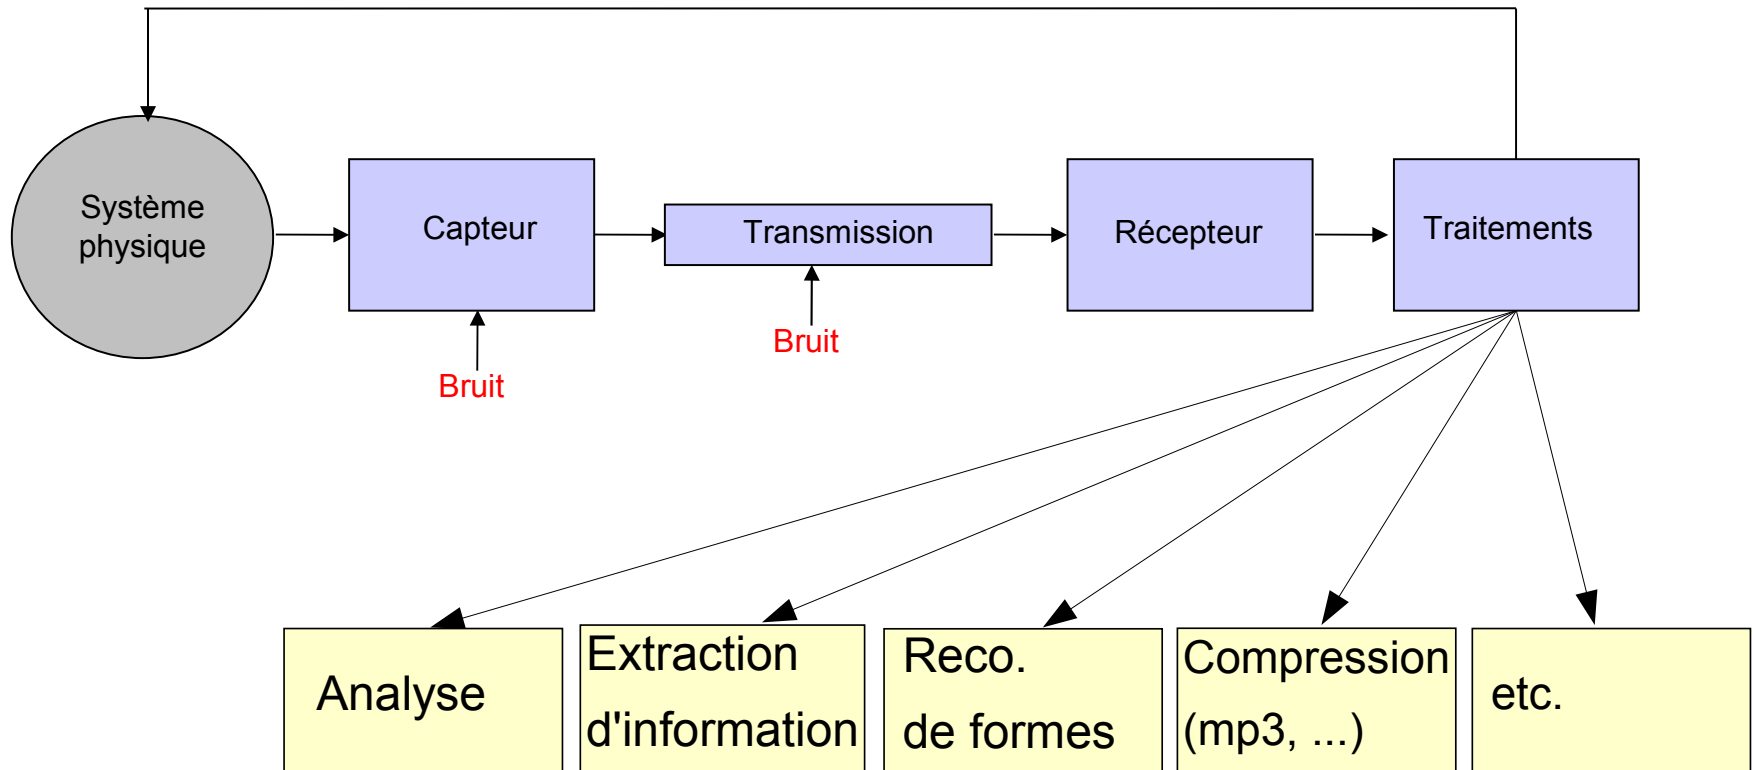 Système
physique
Capteur
Transmission
Récepteur
Traitements
Bruit
Bruit
Analyse
Extraction
d'information
Reco.
de formes
Compression
(mp3, ...)
etc.